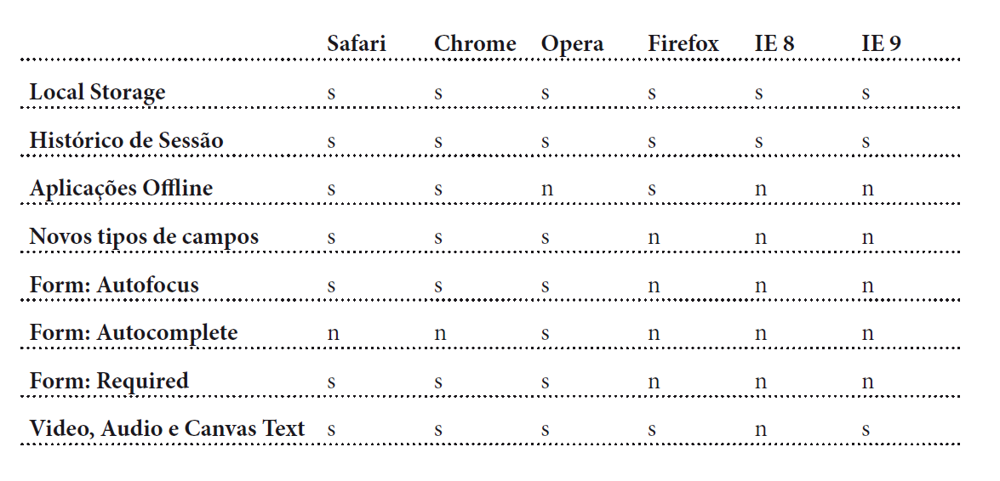 Safari Chrome Opera Firefox IE 8 IE 9
Local Storage s s s s s s
Histórico de Sessão s s s s s s
Aplicações Offline s s n s n n
Novos tipos de campos s s s n n n
Form: Autofocus s s s n n n
Form: Autocomplete n n s n n n
Form: Required s s s n n n
Video, Audio e Canvas Text s s s s n s